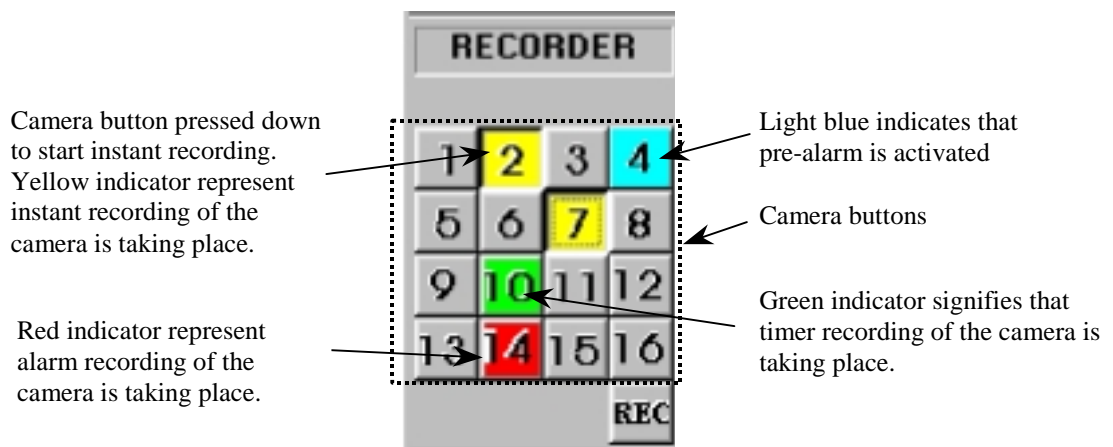 RECORDER
Camera button pressed down
to start instant recording.
Yellow indicator represent
instant recording of the
camera is taking place.
Red indicator represent
alarm recording of the
camera is taking place.
1 2 3 4
5 6 7 8
9 10 11 12
13 14 15 16
REC
Light blue indicates that
pre-alarm is activated
Camera buttons
Green indicator signifies that
timer recording of the camera is
taking place.